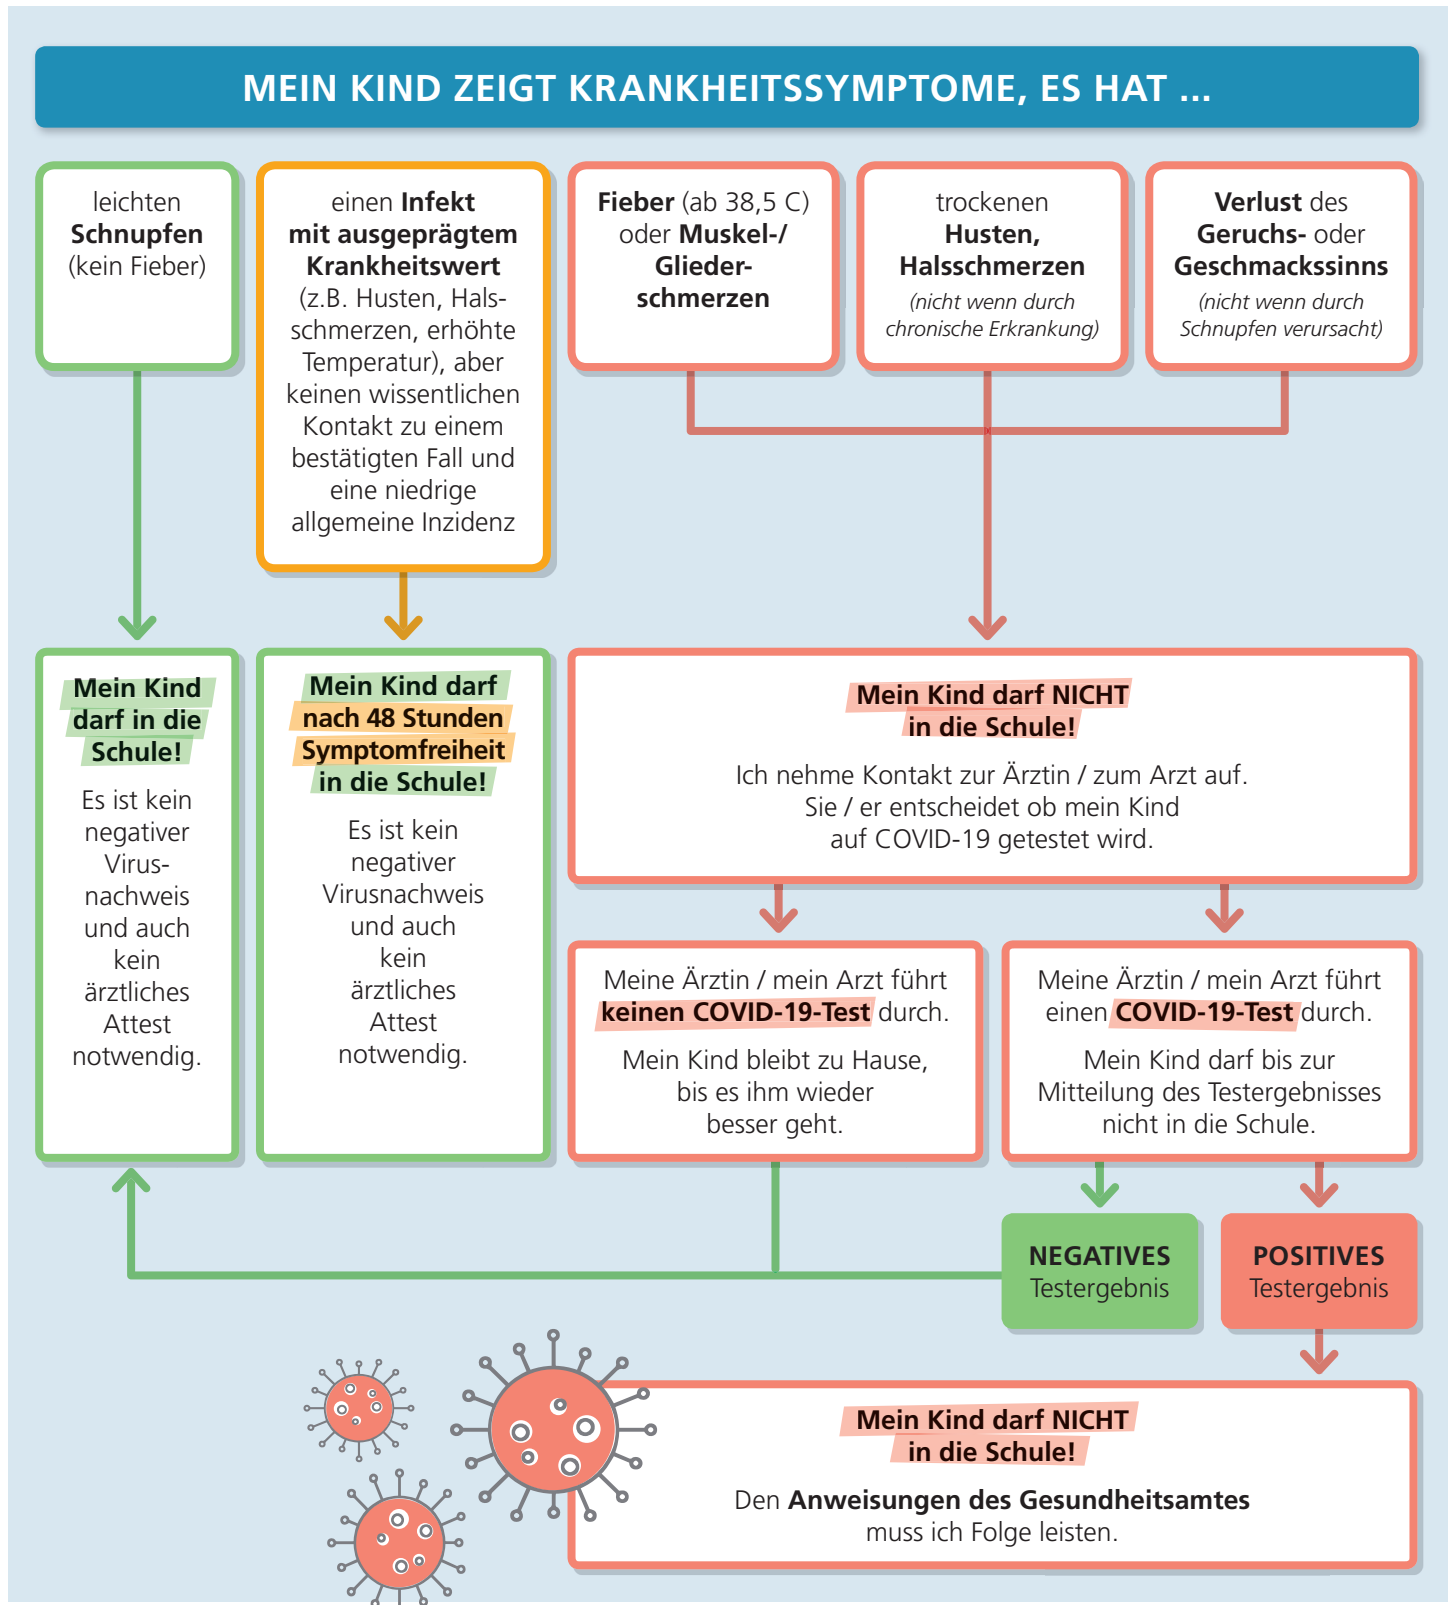 MEIN KIND ZEIGT KRANKHEITSSYMPTOME, ES HAT ...
leichten
Schnupfen
(kein Fieber)
einen Infekt
mit ausgeprägtem
Krankheitswert
(z.B. Husten, Hals-
schmerzen, erhöhte
Temperatur), aber
keinen wissentlichen
Kontakt zu einem
bestätigten Fall und
eine niedrige
allgemeine Inzidenz
Fieber (ab 38,5 C)
oder Muskel-/
Glieder-
schmerzen
trockenen
Husten,
Halsschmerzen
(nicht wenn durch
chronische Erkrankung)
Verlust des
Geruchs- oder
Geschmackssinns
(nicht wenn durch
Schnupfen verursacht)
Mein Kind
darf in die
Schule!
Es ist kein
negativer
Virus-
nachweis
und auch
kein
ärztliches
Attest
notwendig.
Mein Kind darf
nach 48 Stunden
Symptomfreiheit
in die Schule!
Es ist kein
negativer
Virusnachweis
und auch
kein
ärztliches
Attest
notwendig.
Mein Kind darf NICHT
in die Schule!
Ich nehme Kontakt zur Ärztin / zum Arzt auf.
Sie / er entscheidet ob mein Kind
auf COVID-19 getestet wird.
Meine Ärztin / mein Arzt führt
keinen COVID-19-Test durch.
Mein Kind bleibt zu Hause,
bis es ihm wieder
besser geht.
Meine Ärztin / mein Arzt führt
einen COVID-19-Test durch.
Mein Kind darf bis zur
Mitteilung des Testergebnisses
nicht in die Schule.
NEGATIVES
Testergebnis
POSITIVES
Testergebnis
Mein Kind darf NICHT
in die Schule!
Den Anweisungen des Gesundheitsamtes
muss ich Folge leisten.